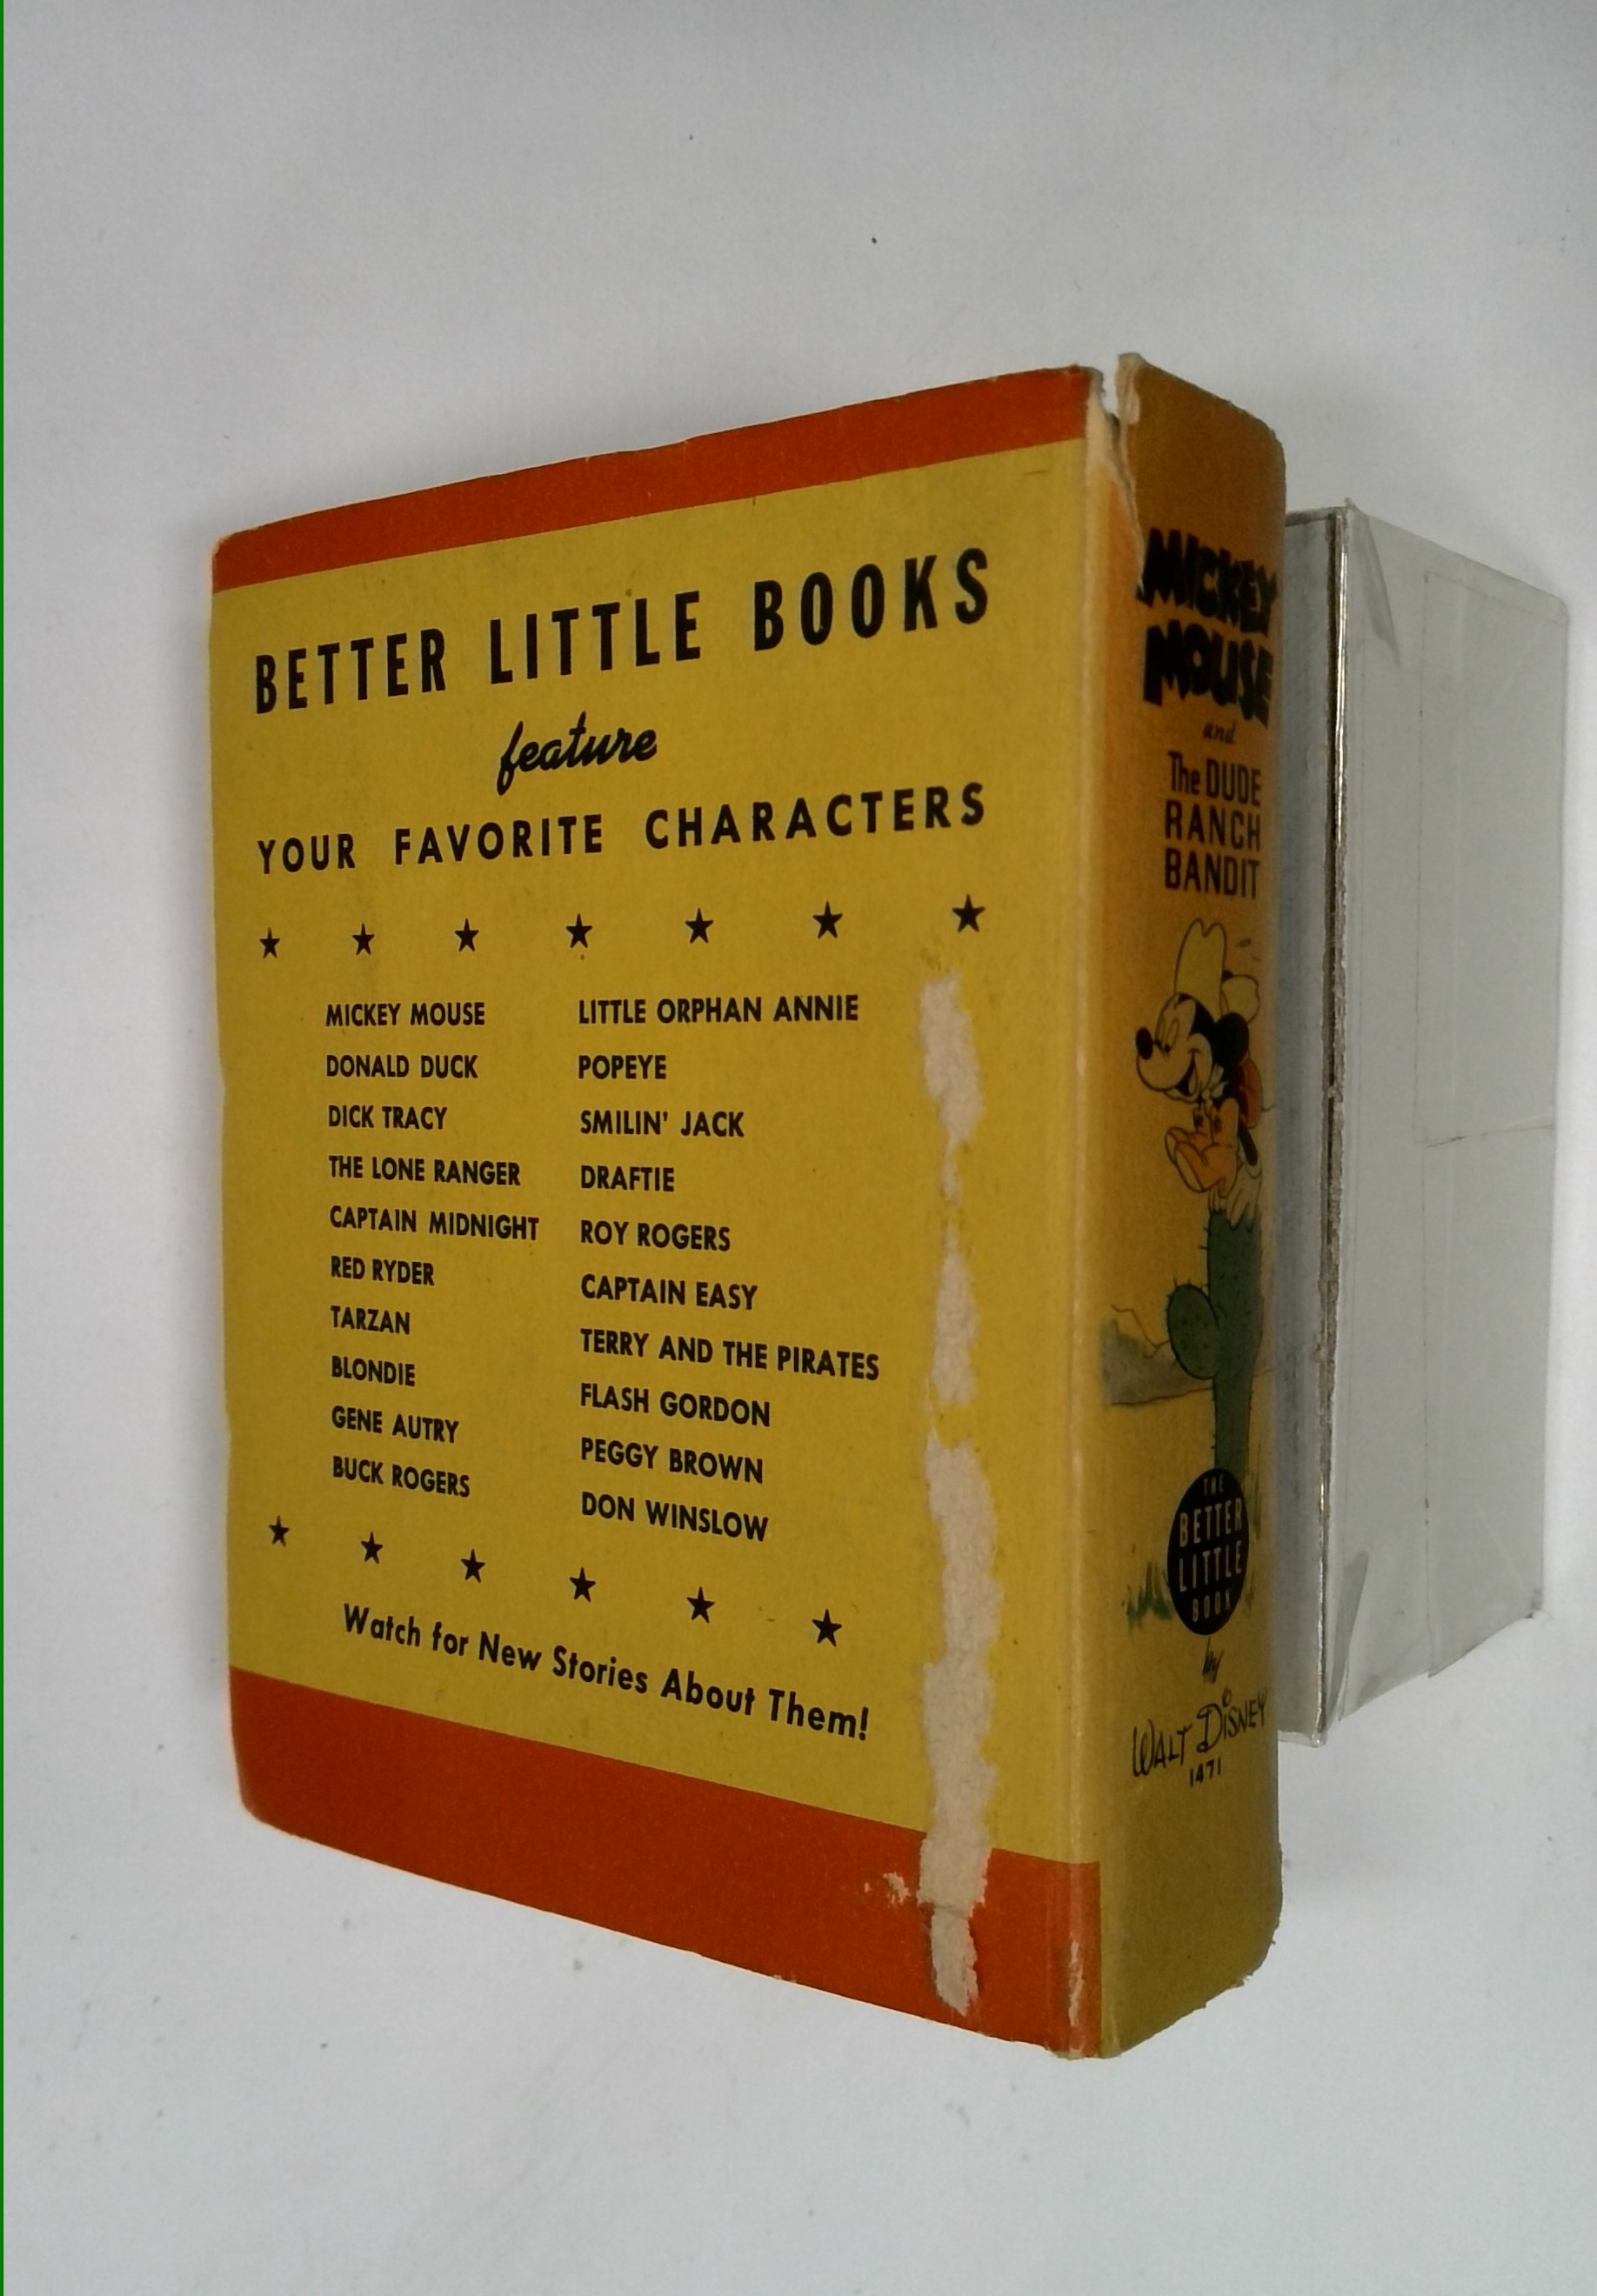 BETTER LITTLE BOOKS
feature
YOUR FAVORITE CHARACTERS
MICKEY MOUSE
DONALD DUCK
DICK TRACY
THE LONE RANGER
CAPTAIN MIDNIGHT
RED RYDER
TARZAN
BLONDIE
GENE AUTRY
BUCK ROGERS
LITTLE ORPHAN ANNIE
POPEYE
SMILIN' JACK
DRAFTIE
ROY ROGERS
CAPTAIN EASY
TERRY AND THE PIRATES
FLASH GORDON
PEGGY BROWN
DON WINSLOW
Watch for New Stories About Them!
MICKEY
MOUSE
and
The DUDE
RANCH
BANDIT
THE
BETTER
LITTLE
BOOK
by
WALT DISNEY
1471